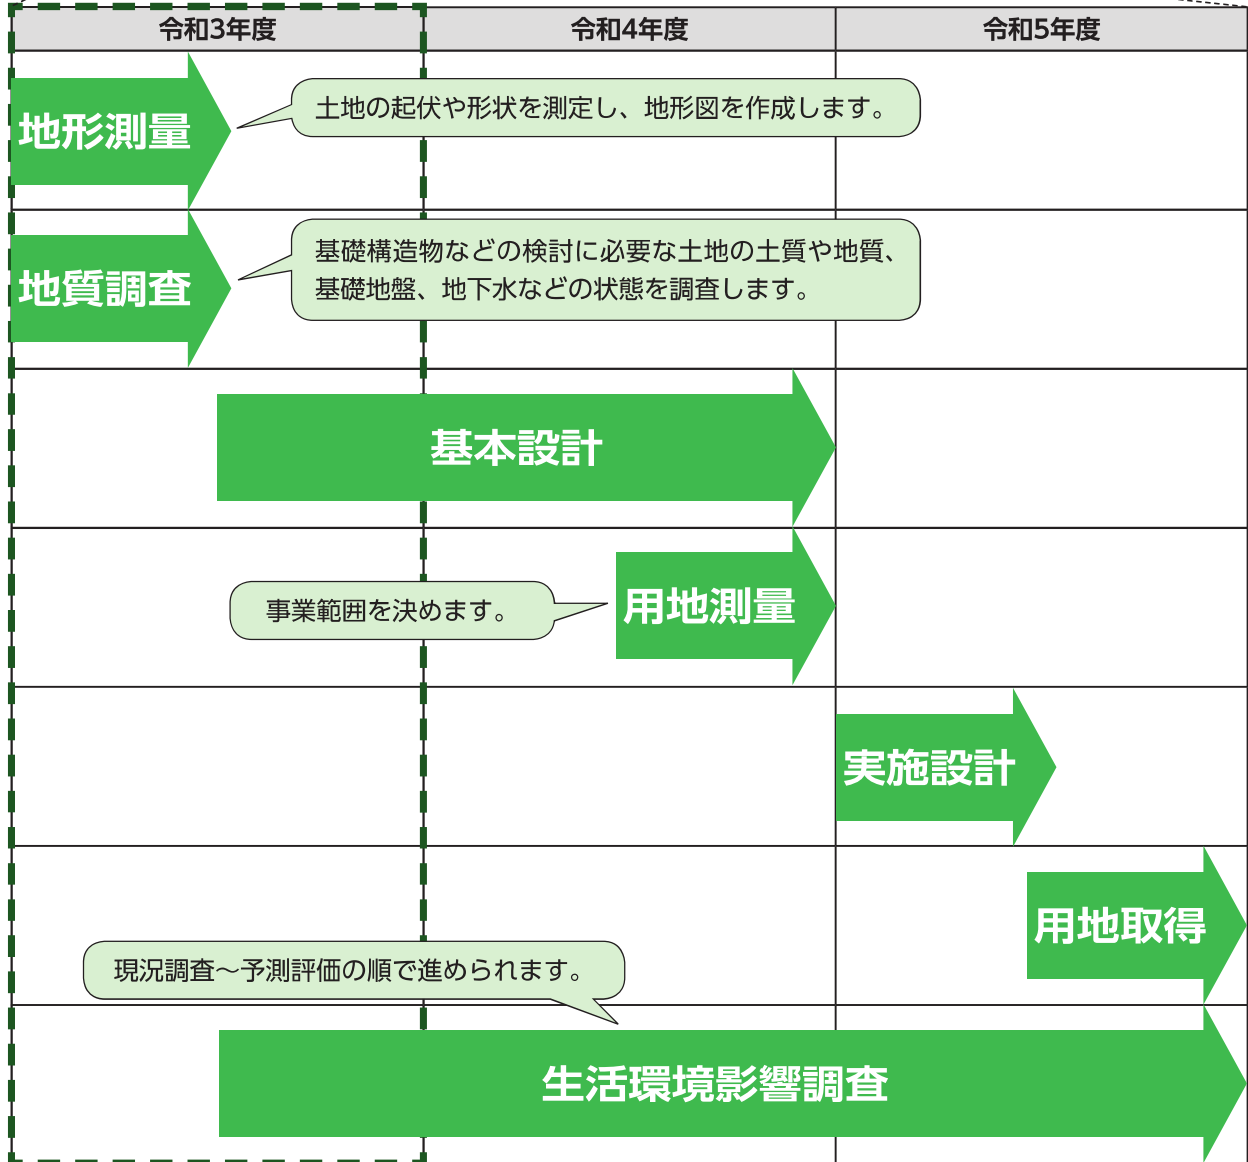 令和3年度
令和4年度
令和5年度
地形測量
土地の起伏や形状を測定し、地形図を作成します。
地質調査
基礎構造物などの検討に必要な土地の土質や地質、
基礎地盤、地下水などの状態を調査します。
基本設計
事業範囲を決めます。
用地測量
実施設計
用地取得
現況調査～予測評価の順で進められます。
生活環境影響調査